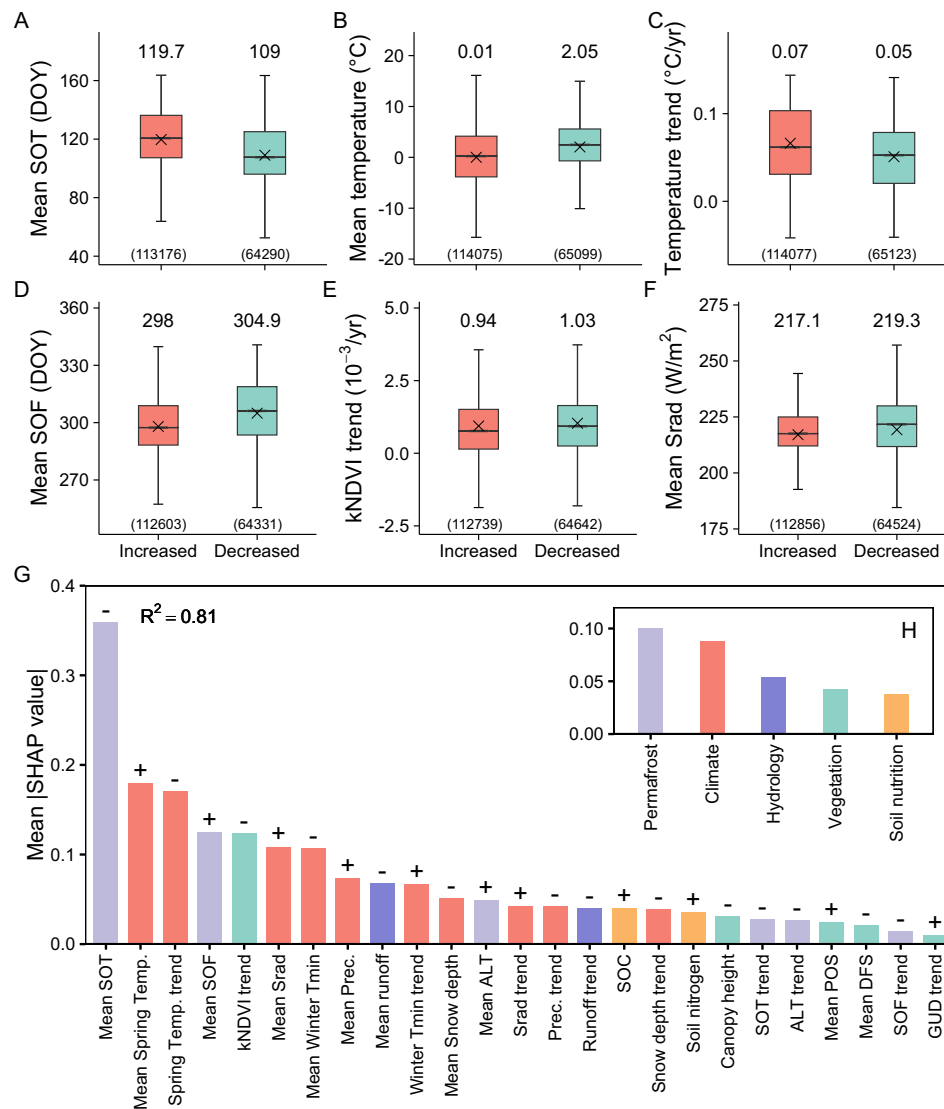 A
119.7
109
Mean SOT (DOY)
160
120
80
40
(113176)
(64290)
B
0.01
2.05
Mean temperature (°C)
20
10
0
-10
-20
(114075)
(65099)
C
0.07
0.05
Temperature trend (°C/yr)
0.1
0.0
(114077)
(65123)
D
298
304.9
Mean SOF (DOY)
360
330
300
270
(112603)
(64331)
Increased
Decreased
E
0.94
1.03
kNDVI trend (10⁻³/yr)
5.0
2.5
0.0
-2.5
(112739)
(64642)
Increased
Decreased
F
217.1
219.3
Mean Srad (W/m²)
275
250
225
200
175
(112856)
(64524)
Increased
Decreased
G
R² = 0.81
Mean |SHAP value|
0.4
0.3
0.2
0.1
0.0
- + - + - + - + - + - + + - - + - + - - - + - - +
Mean SOT
Mean Spring Temp.
Spring Temp. trend
Mean SOF
kNDVI trend
Mean Srad
Mean Winter Tmin
Mean Prec.
Mean runoff
Winter Tmin trend
Mean Snow depth
Mean ALT
Srad trend
Prec. trend
Runoff trend
SOC
Snow depth trend
Soil nitrogen
Canopy height
SOT trend
ALT trend
Mean POS
Mean DFS
SOF trend
GUD trend
H
0.10
0.05
0.00
Permafrost
Climate
Hydrology
Vegetation
Soil nutrition